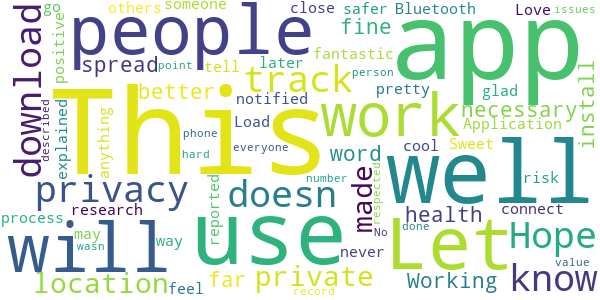 go others someone close safer Bluetooth Love issues
positive people fine app
download spread point tell later fantastic person glad
described explained This track pretty necessary install
anything better notified work Application
Load cool Sweet
phone hard everyone word well
privacy doesn made respected No risk
research reported number health connect
process use never Let Hope
will may wasn way done value
location feel far private Working know
record